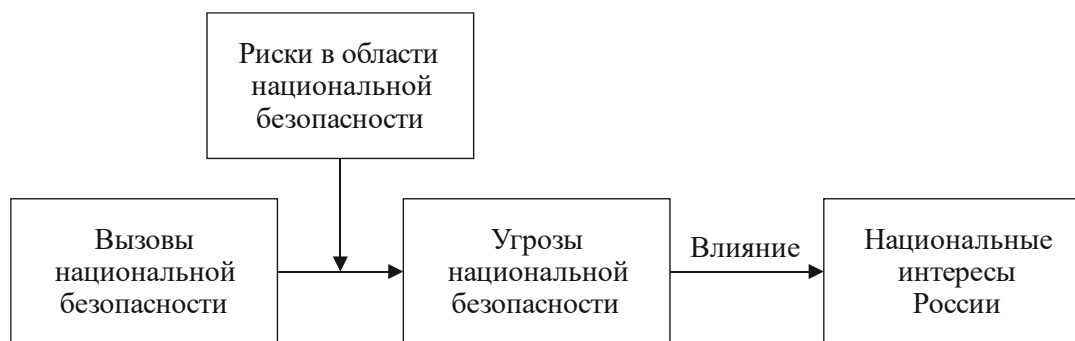 Риски в области
национальной
безопасности
Вызовы
национальной
безопасности
Угрозы
национальной
безопасности
Влияние
Национальные
интересы
России